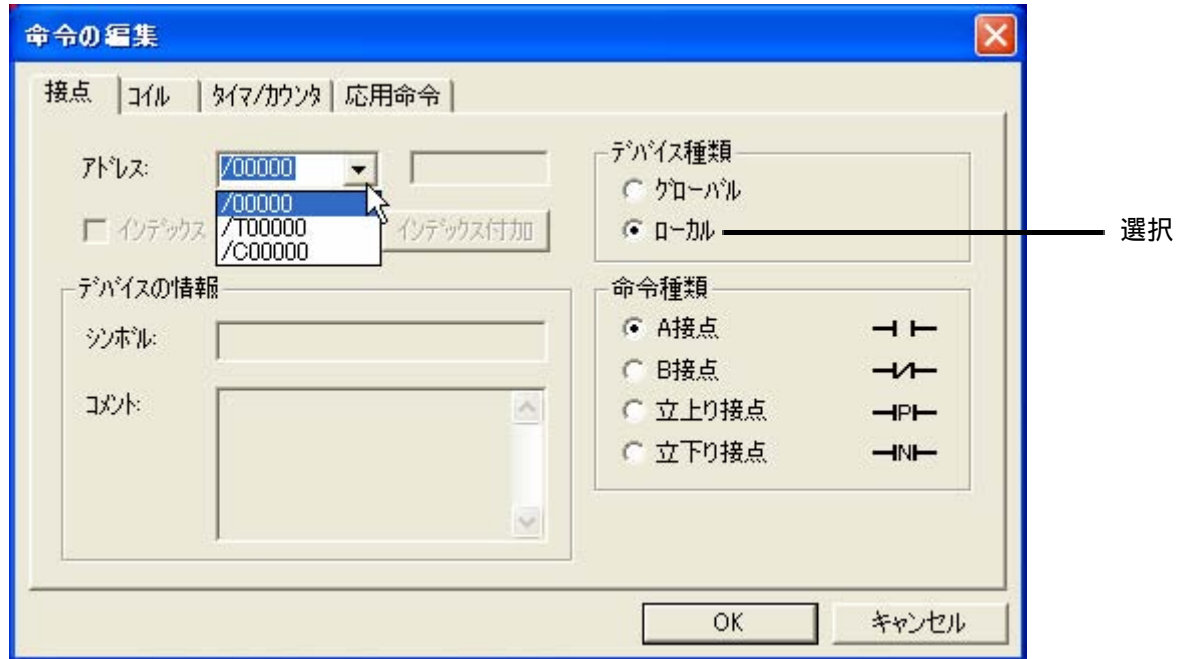 命令の編集
接点 コイル タイマ/カウンタ 応用命令
アドレス: /00000
/00000
/T00000
/C00000
インデックス インデックス付加
デバイス種類
グローバル
ローカル 選択
デバイスの情報
シンボル:
コメント:
命令種類
A接点
B接点
立上り接点 P
立下り接点 N
OK キャンセル